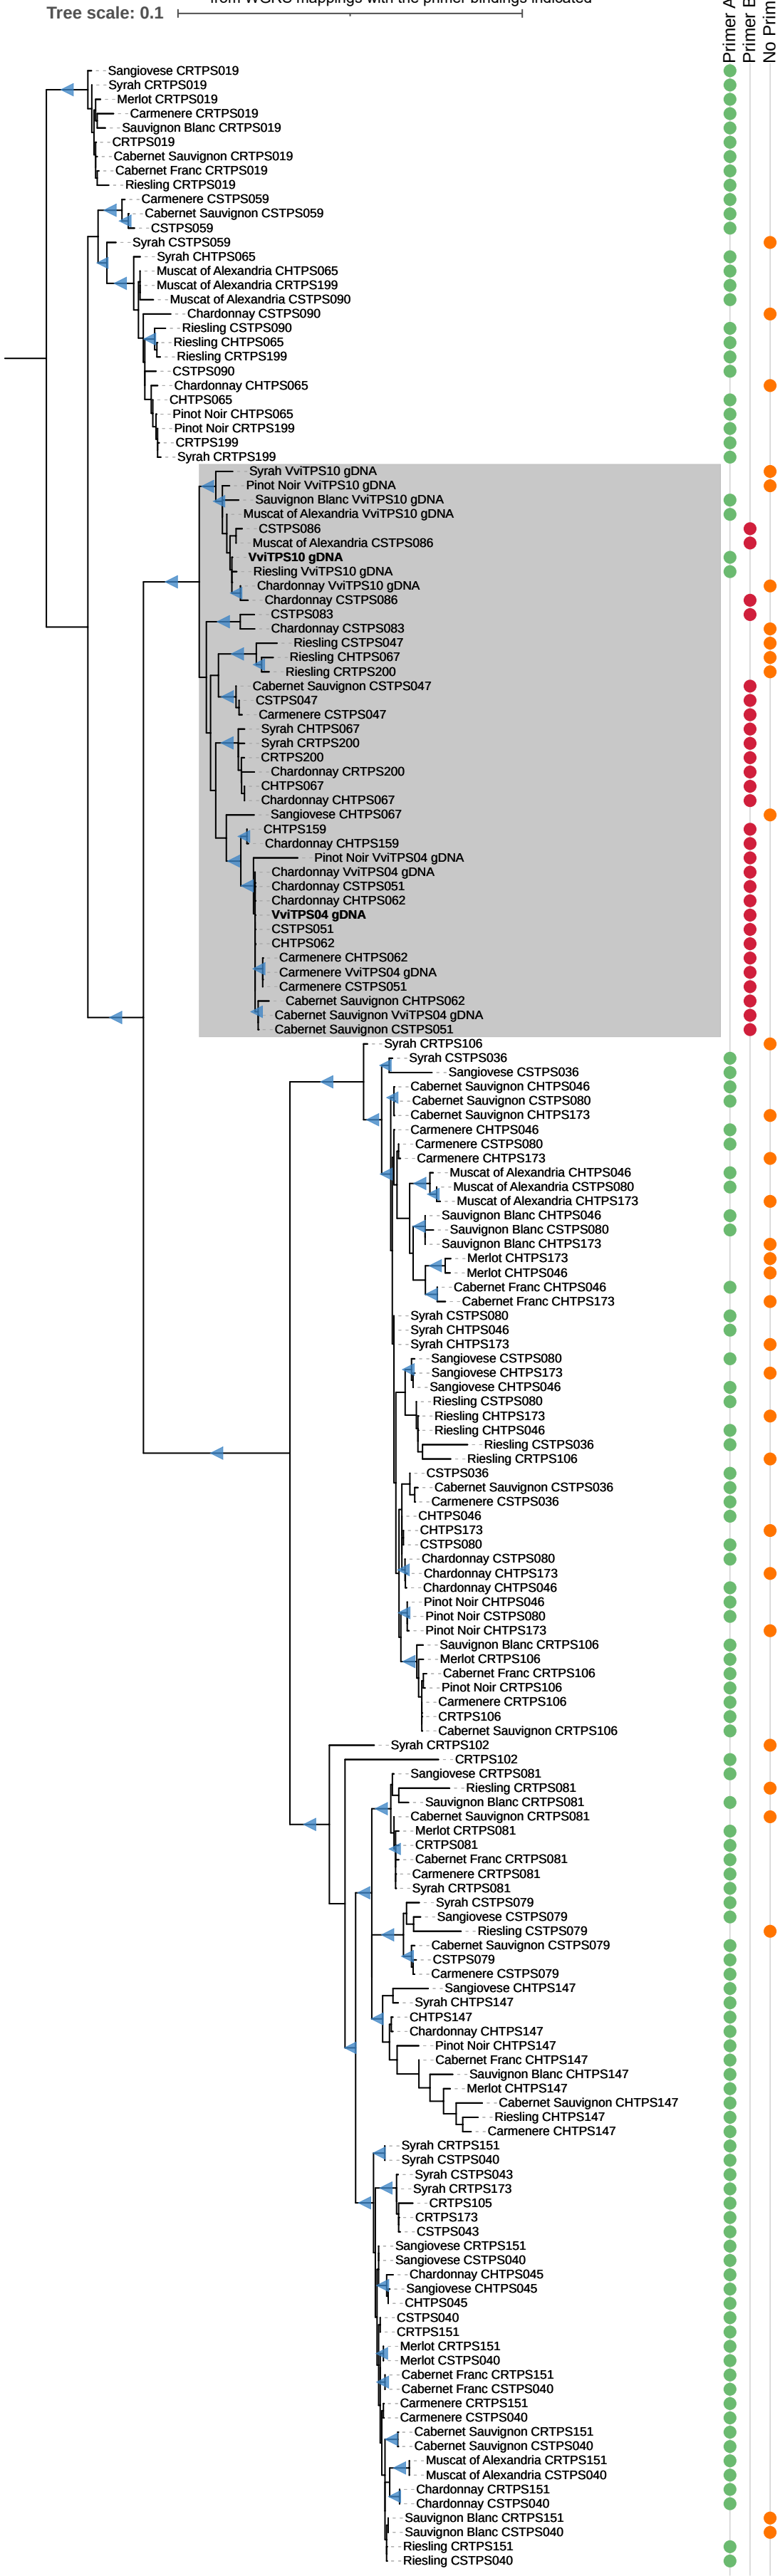 from WGRS mappings with the primer bindings indicated
Tree scale: 0.1
Primer A
Primer B
No Prim
Sangiovese CRTPS019
Syrah CRTPS019
Merlot CRTPS019
Carmenere CRTPS019
Sauvignon Blanc CRTPS019
CRTPS019
Cabernet Sauvignon CRTPS019
Cabernet Franc CRTPS019
Riesling CRTPS019
Carmenere CSTPS059
Cabernet Sauvignon CSTPS059
CSTPS059
Syrah CSTPS059
Syrah CHTPS065
Muscat of Alexandria CHTPS065
Muscat of Alexandria CRTPS199
Muscat of Alexandria CSTPS090
Chardonnay CSTPS090
Riesling CSTPS090
Riesling CHTPS065
Riesling CRTPS199
CSTPS090
Chardonnay CHTPS065
CHTPS065
Pinot Noir CHTPS065
Pinot Noir CRTPS199
CRTPS199
Syrah CRTPS199
Syrah VviTPS10 gDNA
Pinot Noir VviTPS10 gDNA
Sauvignon Blanc VviTPS10 gDNA
Muscat of Alexandria VviTPS10 gDNA
CSTPS086
Muscat of Alexandria CSTPS086
VviTPS10 gDNA
Riesling VviTPS10 gDNA
Chardonnay VviTPS10 gDNA
Chardonnay CSTPS086
CSTPS083
Chardonnay CSTPS083
Riesling CSTPS047
Riesling CHTPS067
Riesling CRTPS200
Cabernet Sauvignon CSTPS047
CSTPS047
Carmenere CSTPS047
Syrah CHTPS067
Syrah CRTPS200
CRTPS200
Chardonnay CRTPS200
CHTPS067
Chardonnay CHTPS067
Sangiovese CHTPS067
CHTPS159
Chardonnay CHTPS159
Pinot Noir VviTPS04 gDNA
Chardonnay VviTPS04 gDNA
Chardonnay CSTPS051
Chardonnay CHTPS062
VviTPS04 gDNA
CSTPS051
CHTPS062
Carmenere CHTPS062
Carmenere VviTPS04 gDNA
Carmenere CSTPS051
Cabernet Sauvignon CHTPS062
Cabernet Sauvignon VviTPS04 gDNA
Cabernet Sauvignon CSTPS051
Syrah CRTPS106
Syrah CSTPS036
Sangiovese CSTPS036
Cabernet Sauvignon CHTPS046
Cabernet Sauvignon CSTPS080
Cabernet Sauvignon CHTPS173
Carmenere CHTPS046
Carmenere CSTPS080
Carmenere CHTPS173
Muscat of Alexandria CHTPS046
Muscat of Alexandria CSTPS080
Muscat of Alexandria CHTPS173
Sauvignon Blanc CHTPS046
Sauvignon Blanc CSTPS080
Sauvignon Blanc CHTPS173
Merlot CHTPS173
Merlot CHTPS046
Cabernet Franc CHTPS046
Cabernet Franc CHTPS173
Syrah CSTPS080
Syrah CHTPS046
Syrah CHTPS173
Sangiovese CSTPS080
Sangiovese CHTPS173
Sangiovese CHTPS046
Riesling CSTPS080
Riesling CHTPS173
Riesling CHTPS046
Riesling CSTPS036
Riesling CRTPS106
CSTPS036
Cabernet Sauvignon CSTPS036
Carmenere CSTPS036
CHTPS046
CHTPS173
CSTPS080
Chardonnay CSTPS080
Chardonnay CHTPS173
Chardonnay CHTPS046
Pinot Noir CHTPS046
Pinot Noir CSTPS080
Pinot Noir CHTPS173
Sauvignon Blanc CRTPS106
Merlot CRTPS106
Cabernet Franc CRTPS106
Pinot Noir CRTPS106
Carmenere CRTPS106
CRTPS106
Cabernet Sauvignon CRTPS106
Syrah CRTPS102
CRTPS102
Sangiovese CRTPS081
Riesling CRTPS081
Sauvignon Blanc CRTPS081
Cabernet Sauvignon CRTPS081
Merlot CRTPS081
CRTPS081
Cabernet Franc CRTPS081
Carmenere CRTPS081
Syrah CRTPS081
Syrah CSTPS079
Sangiovese CSTPS079
Riesling CSTPS079
Cabernet Sauvignon CSTPS079
CSTPS079
Carmenere CSTPS079
Sangiovese CHTPS147
Syrah CHTPS147
CHTPS147
Chardonnay CHTPS147
Pinot Noir CHTPS147
Cabernet Franc CHTPS147
Sauvignon Blanc CHTPS147
Merlot CHTPS147
Cabernet Sauvignon CHTPS147
Riesling CHTPS147
Carmenere CHTPS147
Syrah CRTPS151
Syrah CSTPS040
Syrah CSTPS043
Syrah CRTPS173
CRTPS105
CRTPS173
CSTPS043
Sangiovese CRTPS151
Sangiovese CSTPS040
Chardonnay CHTPS045
Sangiovese CHTPS045
CHTPS045
CSTPS040
CRTPS151
Merlot CRTPS151
Merlot CSTPS040
Cabernet Franc CRTPS151
Cabernet Franc CSTPS040
Carmenere CRTPS151
Carmenere CSTPS040
Cabernet Sauvignon CRTPS151
Cabernet Sauvignon CSTPS040
Muscat of Alexandria CRTPS151
Muscat of Alexandria CSTPS040
Chardonnay CRTPS151
Chardonnay CSTPS040
Sauvignon Blanc CRTPS151
Sauvignon Blanc CSTPS040
Riesling CRTPS151
Riesling CSTPS040